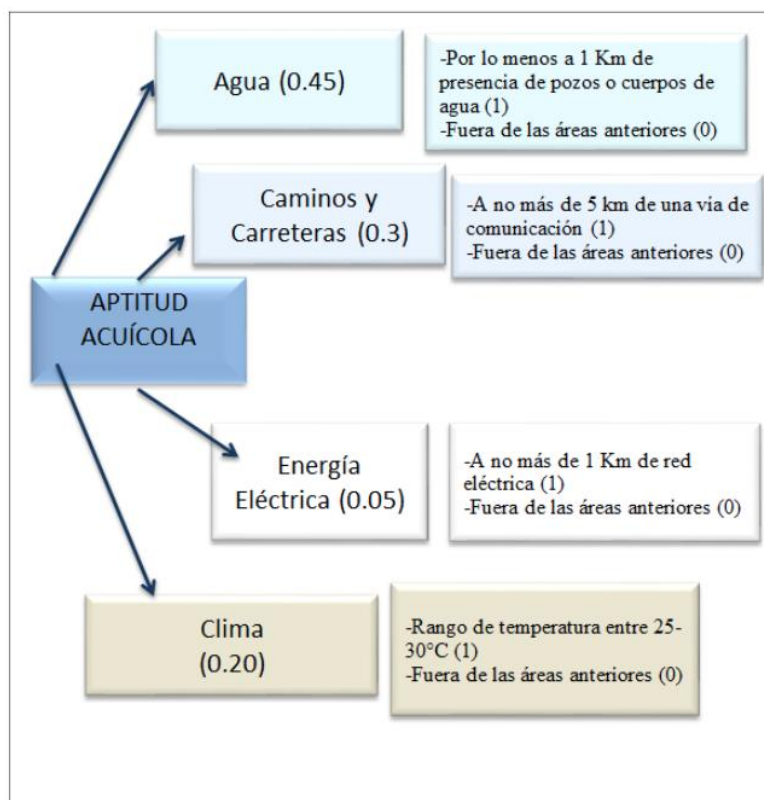 Agua (0.45)
-Por lo menos a 1 Km de
presencia de pozos o cuerpos de
agua (1)
-Fuera de las áreas anteriores (0)
Caminos y
Carreteras (0.3)
-A no más de 5 km de una via de
comunicación (1)
-Fuera de las áreas anteriores (0)
APTITUD
ACUÍCOLA
Energía
Eléctrica (0.05)
-A no más de 1 Km de red
eléctrica (1)
-Fuera de las áreas anteriores (0)
Clima
(0.20)
-Rango de temperatura entre 25-
30°C (1)
-Fuera de las áreas anteriores (0)